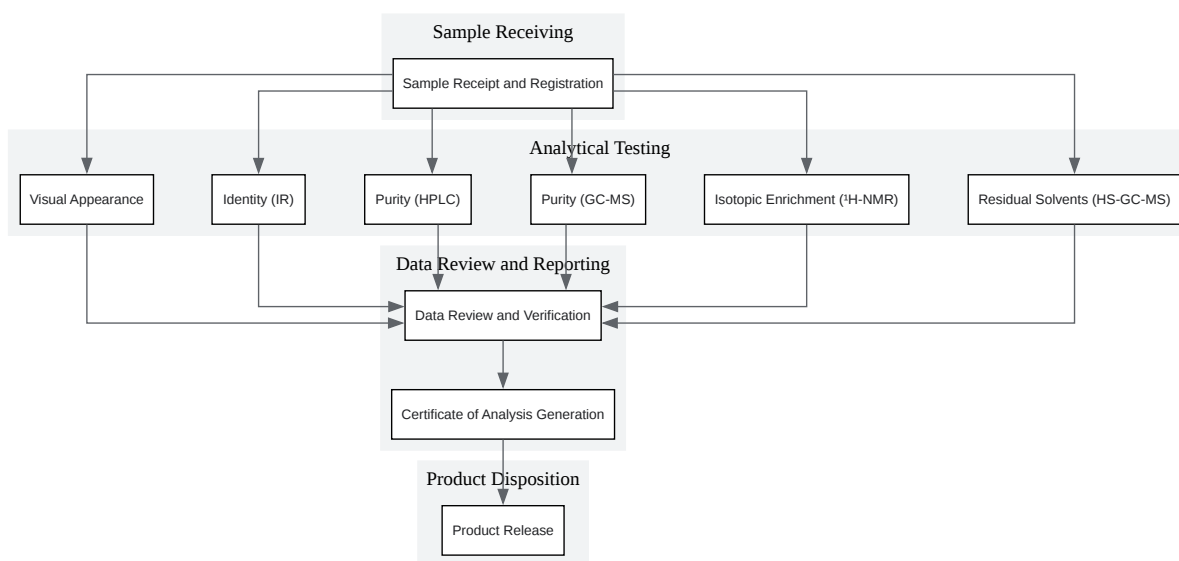 Sample Receiving
Sample Receipt and Registration
Analytical Testing
Visual Appearance
Identity (IR)
Purity (HPLC)
Purity (GC-MS)
Isotopic Enrichment (¹H-NMR)
Residual Solvents (HS-GC-MS)
Data Review and Reporting
Data Review and Verification
Certificate of Analysis Generation
Product Disposition
Product Release